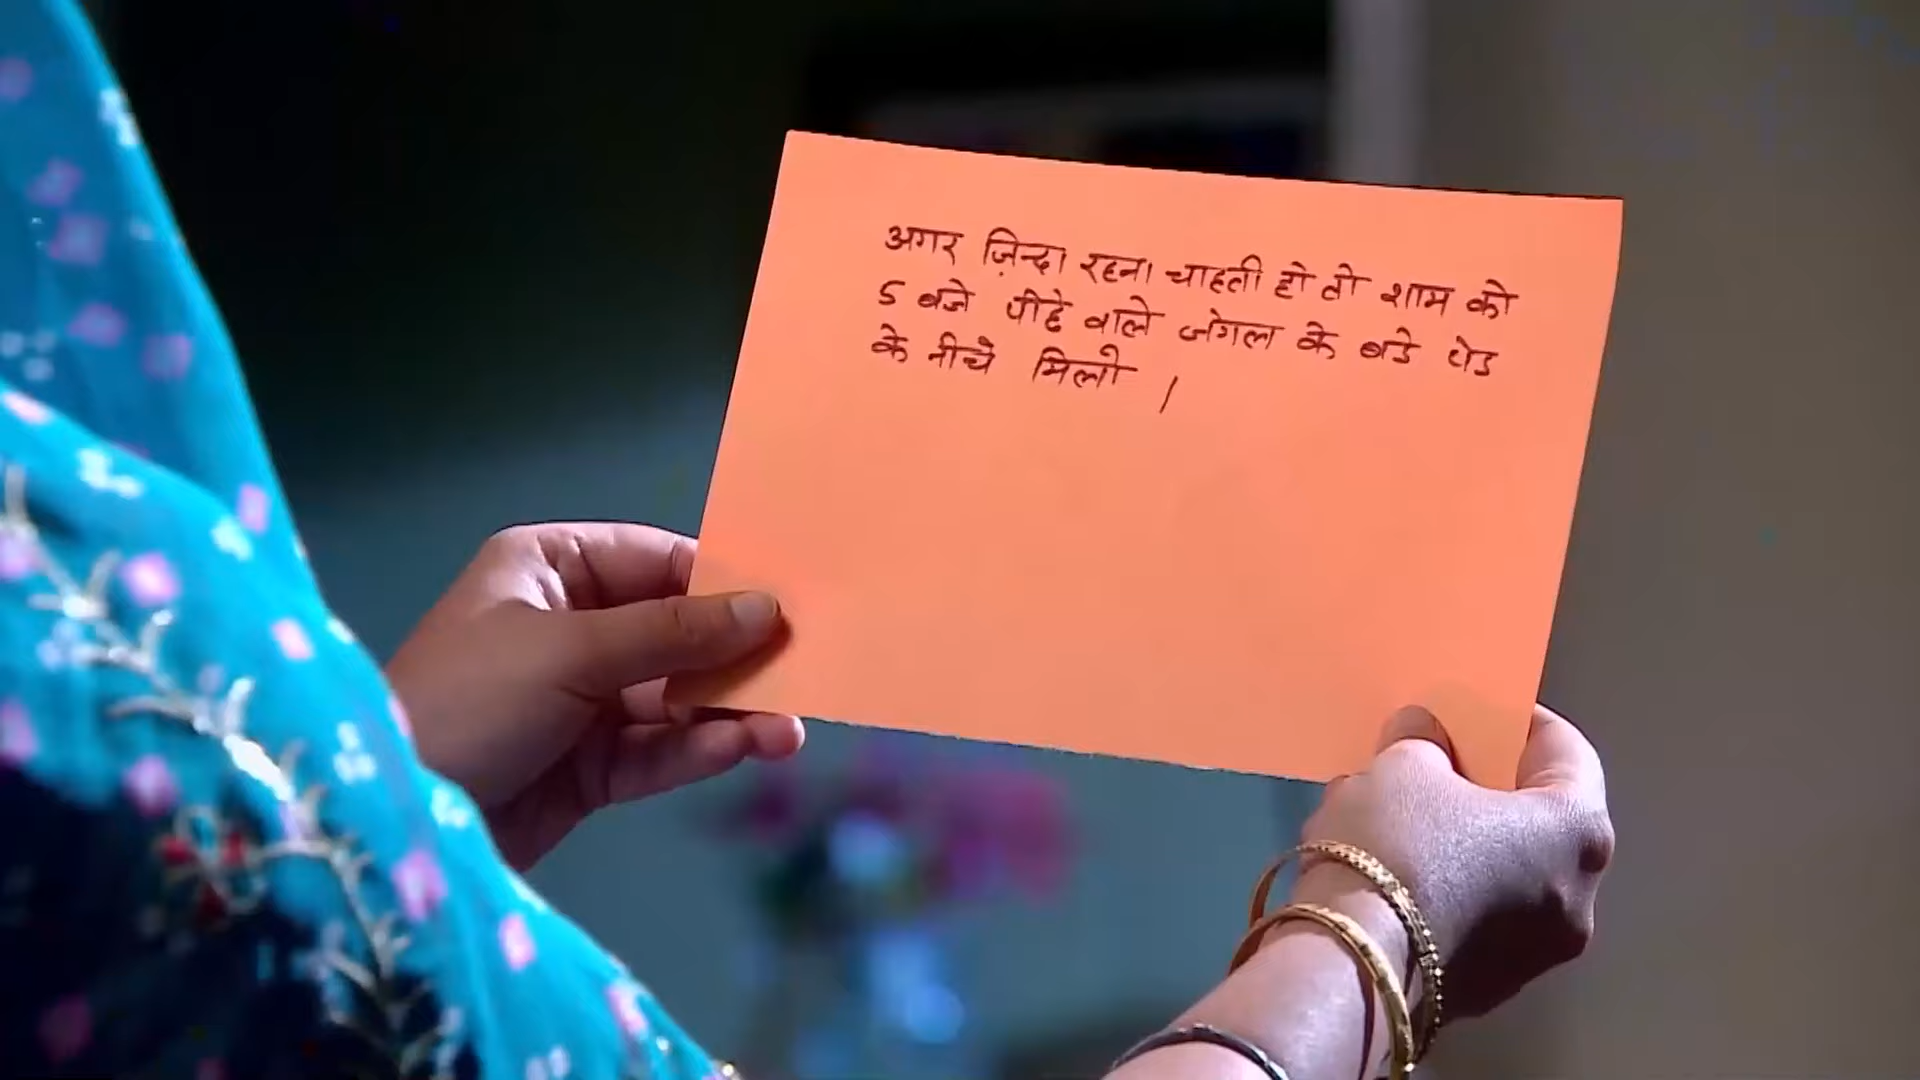 अगर ज़िन्दा रहना चाहती हो तो शाम को
5 बजे पीछे वाले जंगल के बडे पेड
के नीचे मिलो ।